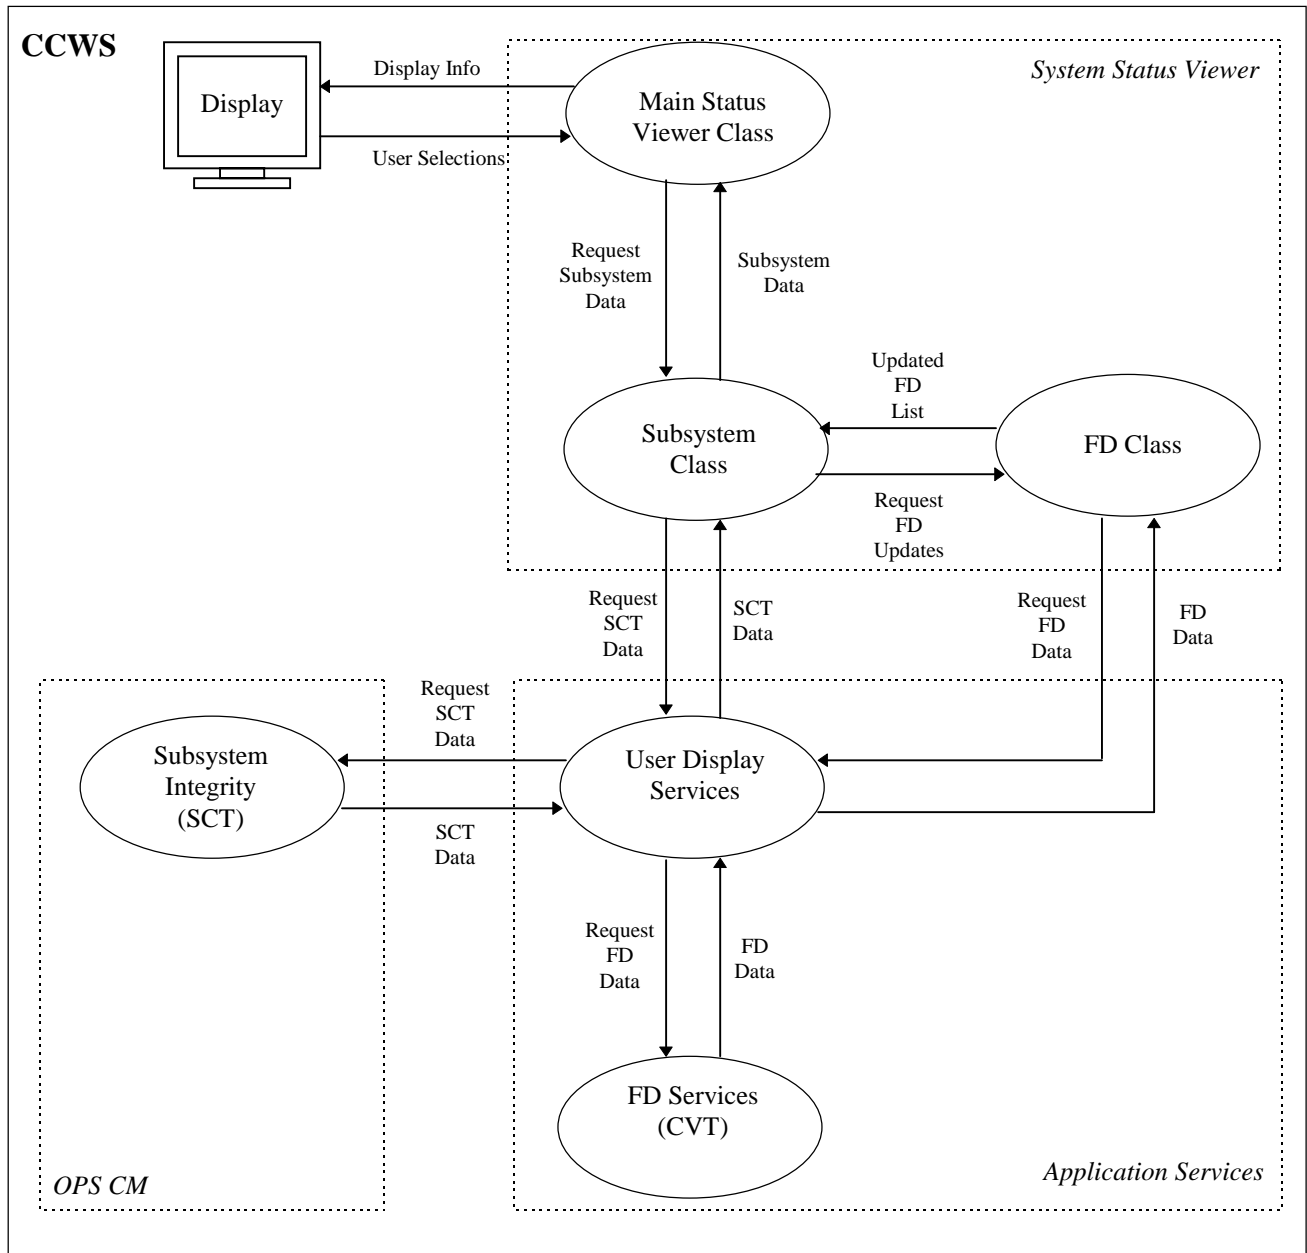 CCWS
System Status Viewer
Display Info
Display
User Selections
Main Status
Viewer Class
Request
Subsystem
Data
Subsystem
Data
Updated
FD
List
Subsystem
Class
FD Class
Request
FD
Updates
Request
SCT
Data
SCT
Data
Request
FD
Data
FD
Data
Request
SCT
Data
Subsystem
Integrity
(SCT)
User Display
Services
SCT
Data
Request
FD
Data
FD
Data
FD Services
(CVT)
OPS CM
Application Services